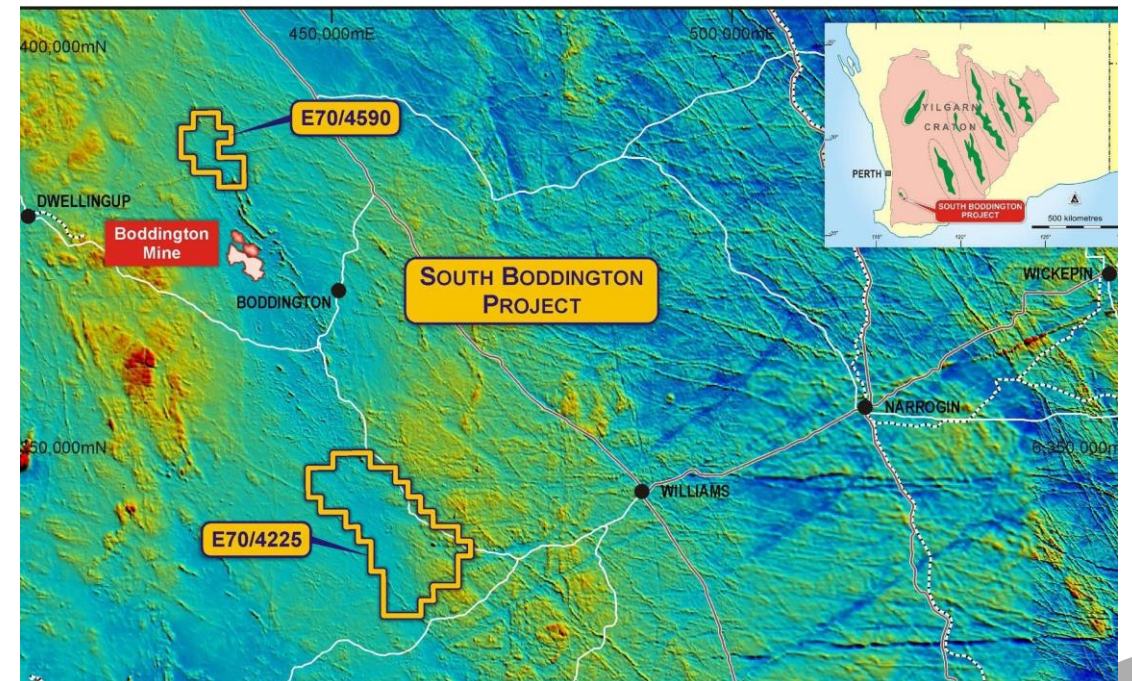 400,000mN
450,000mE
500,000mE
E70/4590
DWELLINGUP
Boddington
Mine
BODDINGTON
SOUTH BODDINGTON
PROJECT
YILGARN
CRATON
PERTH
SOUTH BODDINGTON
PROJECT
500 kilometres
WICKEPIN
NARROGIN
50,000mN
6,350,000m
WILLIAMS
E70/4225